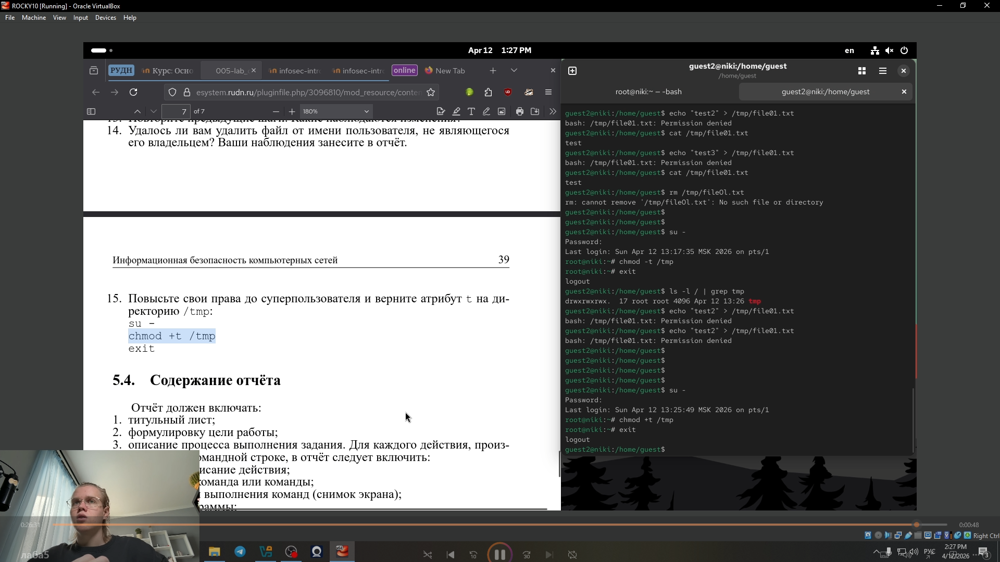 ROCKY10 [Running] - Oracle VirtualBox
File Machine View Input Devices Help
Apr 12 1:27 PM
en
РУДН Курс: Осно 005-lab_ infosec-intr infosec-intr online New Tab
esystem.rudn.ru/pluginfile.php/3096810/mod_resource/conten
7 of 7
180%
13. Повторите предыдущие шаги. Какие наблюдаются изменения?
14. Удалось ли вам удалить файл от имени пользователя, не являющегося
его владельцем? Ваши наблюдения занесите в отчёт.
Информационная безопасность компьютерных сетей 39
15. Повысьте свои права до суперпользователя и верните атрибут t на ди-
ректорию /tmp:
su -
chmod +t /tmp
exit
5.4. Содержание отчёта
Отчёт должен включать:
1. титульный лист;
2. формулировку цели работы;
3. описание процесса выполнения задания. Для каждого действия, произ-
омандной строке, в отчёт следует включить:
исание действия;
команда или команды;
выполнения команд (снимок экрана);
раммы:
guest2@niki:/home/guest
/home/guest
root@niki:~ — -bash
guest2@niki:/home/guest
guest2@niki:/home/guest$ echo "test2" > /tmp/file01.txt
bash: /tmp/file01.txt: Permission denied
guest2@niki:/home/guest$ cat /tmp/file01.txt
test
guest2@niki:/home/guest$ echo "test3" > /tmp/file01.txt
bash: /tmp/file01.txt: Permission denied
guest2@niki:/home/guest$ cat /tmp/file01.txt
test
guest2@niki:/home/guest$ rm /tmp/fileOl.txt
rm: cannot remove '/tmp/fileOl.txt': No such file or directory
guest2@niki:/home/guest$
guest2@niki:/home/guest$
guest2@niki:/home/guest$ su -
Password:
Last login: Sun Apr 12 13:17:35 MSK 2026 on pts/1
root@niki:~# chmod -t /tmp
root@niki:~# exit
logout
guest2@niki:/home/guest$ ls -l / | grep tmp
drwxrwxrwx. 17 root root 4096 Apr 12 13:26 tmp
guest2@niki:/home/guest$ echo "test2" > /tmp/file01.txt
bash: /tmp/file01.txt: Permission denied
guest2@niki:/home/guest$ echo "test2" > /tmp/file01.txt
bash: /tmp/file01.txt: Permission denied
guest2@niki:/home/guest$
guest2@niki:/home/guest$
guest2@niki:/home/guest$
guest2@niki:/home/guest$
guest2@niki:/home/guest$ su -
Password:
Last login: Sun Apr 12 13:25:49 MSK 2026 on pts/1
root@niki:~# chmod +t /tmp
root@niki:~# exit
logout
guest2@niki:/home/guest$
0:26:31
0:00:48
Right Ctrl
лаба5
10
30
РУС
2:27 PM
4/12/2026
3